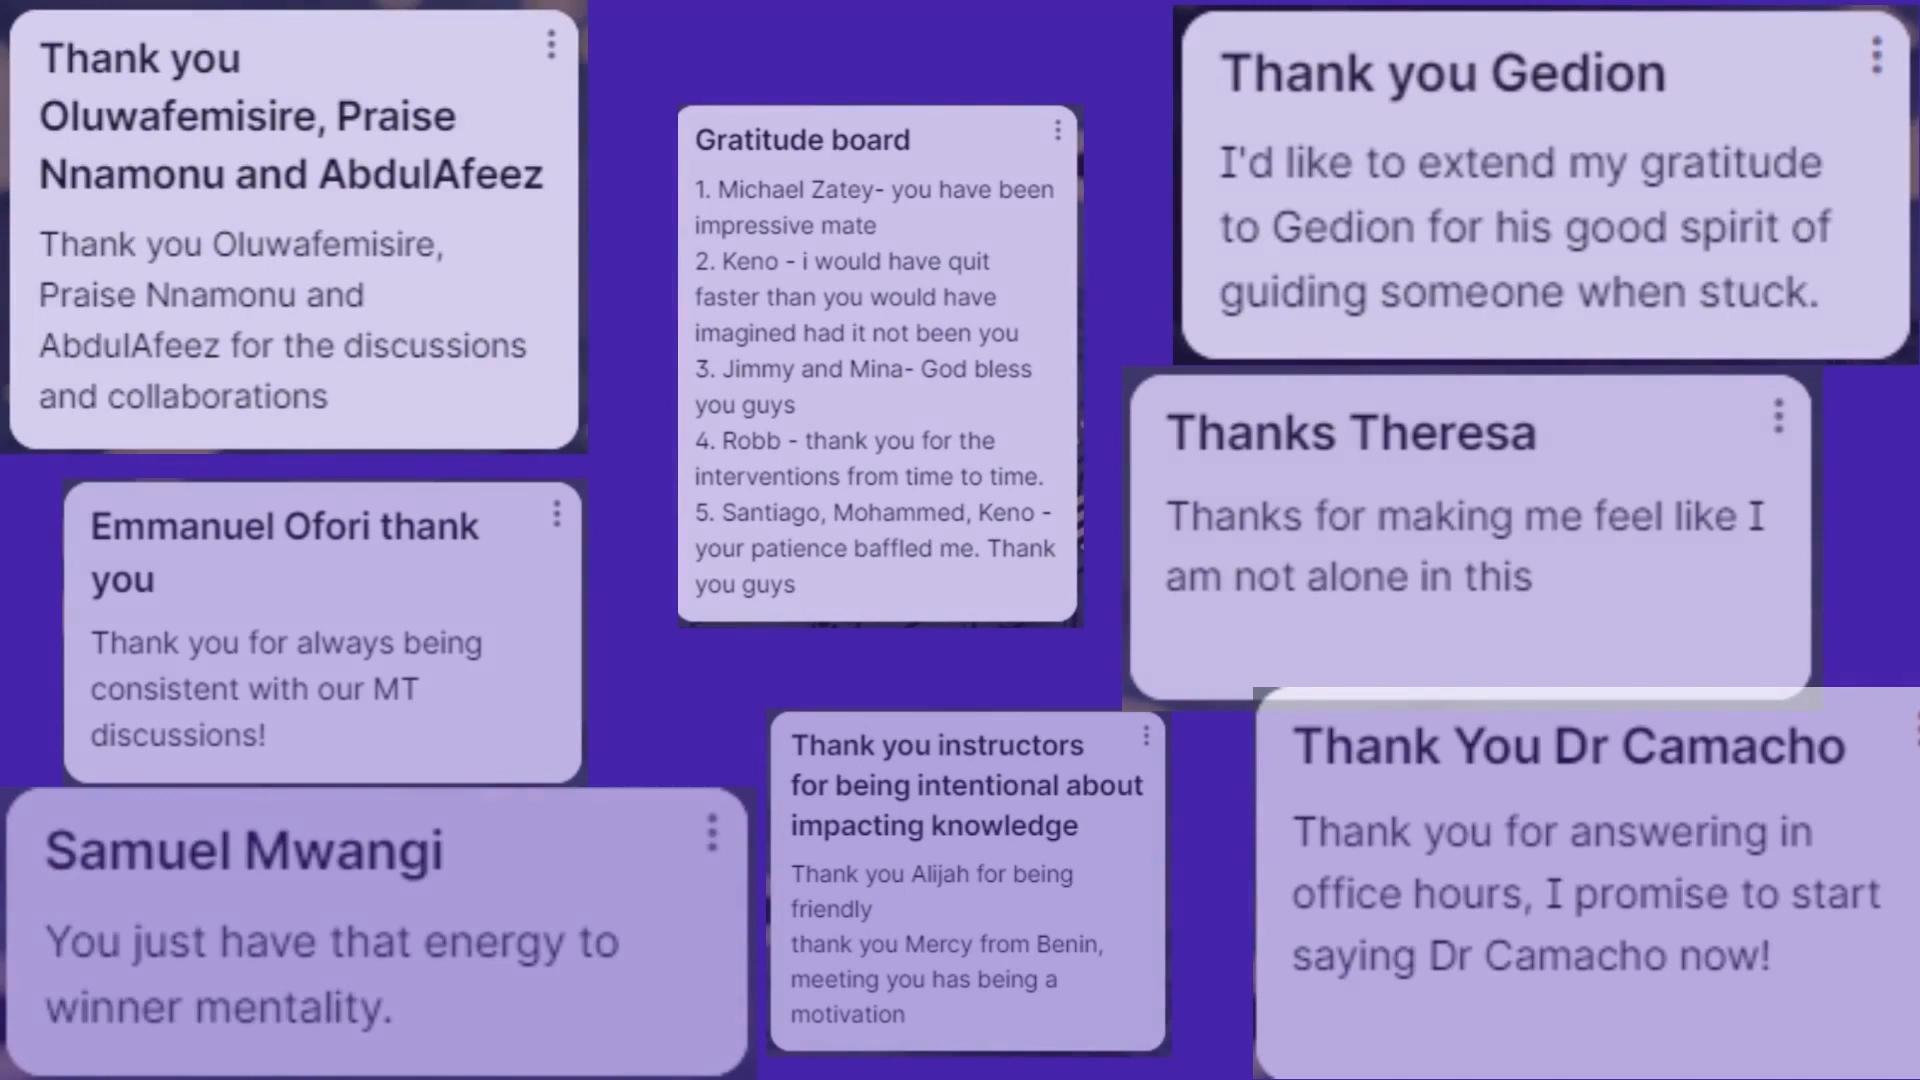 Thank you
Oluwafemisire, Praise
Nnamonu and AbdulAfeez
Thank you Oluwafemisire,
Praise Nnamonu and
AbdulAfeez for the discussions
and collaborations
Emmanuel Ofori thank
you
Thank you for always being
consistent with our MT
discussions!
Samuel Mwangi
You just have that energy to
winner mentality.
Gratitude board
1. Michael Zatey- you have been
impressive mate
2. Keno - i would have quit
faster than you would have
imagined had it not been you
3. Jimmy and Mina- God bless
you guys
4. Robb - thank you for the
interventions from time to time.
5. Santiago, Mohammed, Keno -
your patience baffled me. Thank
you guys
Thank you instructors
for being intentional about
impacting knowledge
Thank you Alijah for being
friendly
thank you Mercy from Benin,
meeting you has being a
motivation
Thank you Gedion
I'd like to extend my gratitude
to Gedion for his good spirit of
guiding someone when stuck.
Thanks Theresa
Thanks for making me feel like I
am not alone in this
Thank You Dr Camacho
Thank you for answering in
office hours, I promise to start
saying Dr Camacho now!